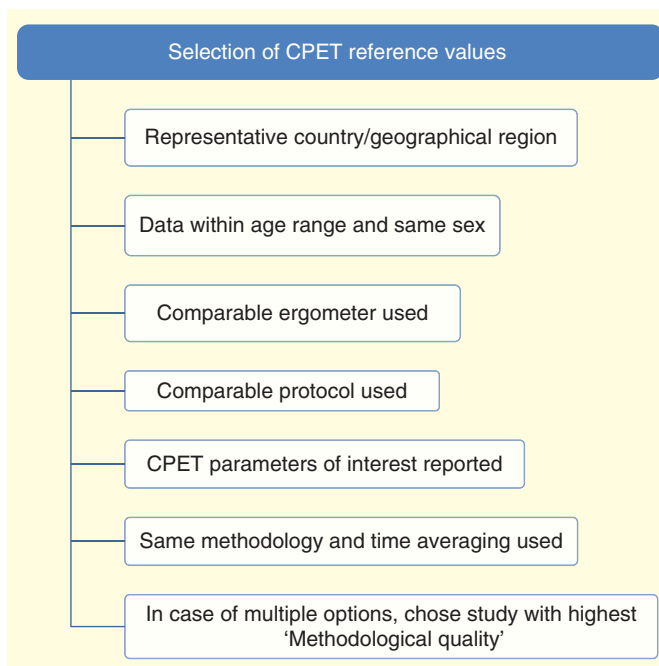 Selection of CPET reference values
Representative country/geographical region
Data within age range and same sex
Comparable ergometer used
Comparable protocol used
CPET parameters of interest reported
Same methodology and time averaging used
In case of multiple options, chose study with highest
‘Methodological quality’